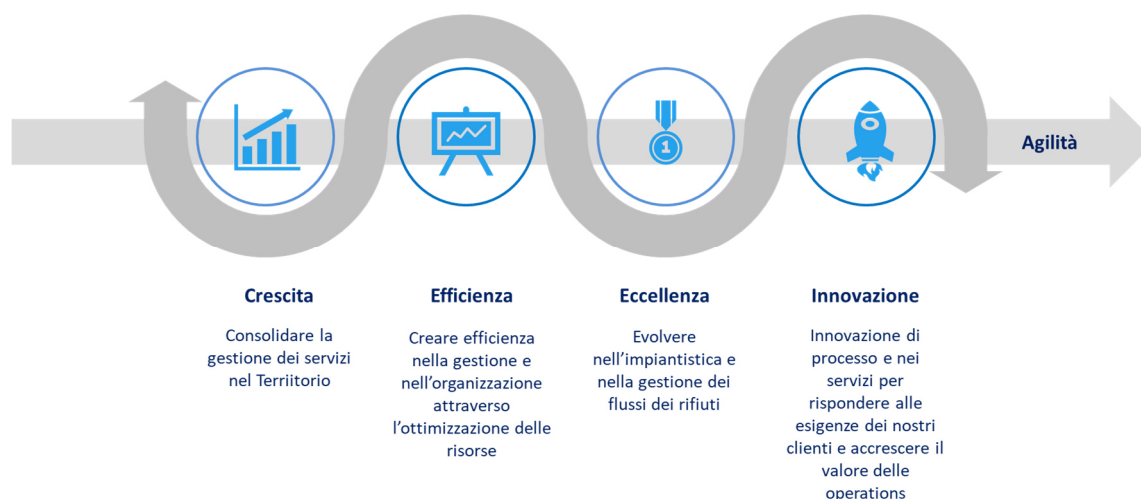 1
Agilità
Crescita
Consolidare la
gestione dei servizi
nel Terriitorio
Efficienza
Creare efficienza
nella gestione e
nell'organizzazione
attraverso
l'ottimizzazione delle
risorse
Eccellenza
Evolvere
nell'impiantistica e
nella gestione dei
flussi dei rifiuti
Innovazione
Innovazione di
processo e nei
servizi per
rispondere alle
esigenze dei nostri
clienti e accrescere il
valore delle
operations